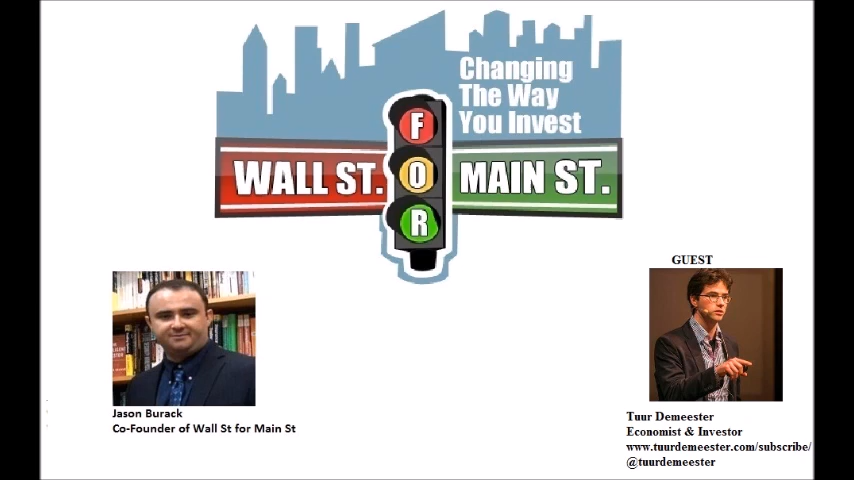 Changing
The Way
You Invest
WALL ST.
F
O
R
MAIN ST.
GUEST
Jason Burack
Co-Founder of Wall St for Main St
Tuur Demeester
Economist & Investor
www.tuurdemeester.com/subscribe/
@tuurdemeester